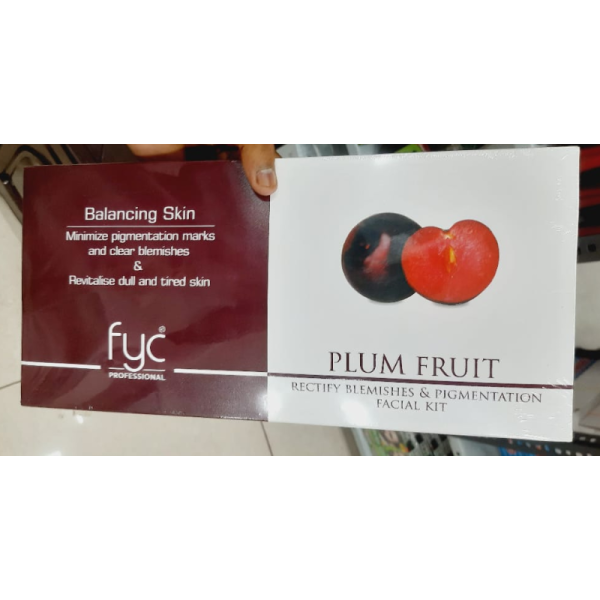 Balancing Skin
Minimize pigmentation marks
and clear blemishes
&
Revitalise dull and tired skin
fyc®
PROFESSIONAL
PLUM FRUIT
RECTIFY BLEMISHES & PIGMENTATION
FACIAL KIT